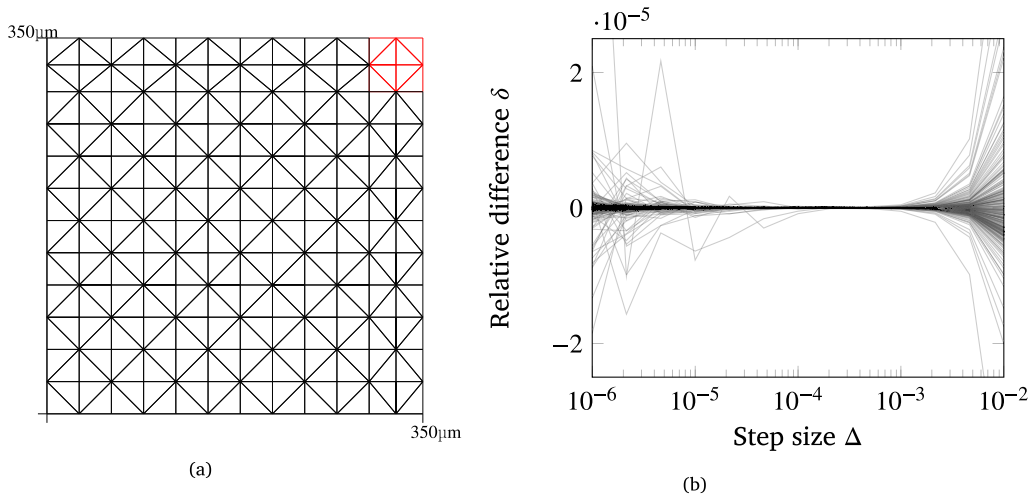 350μm
350μm
(a)
·10⁻⁵
2
0
−2
Relative difference δ
10⁻⁶
10⁻⁵
10⁻⁴
10⁻³
10⁻²
Step size Δ
(b)